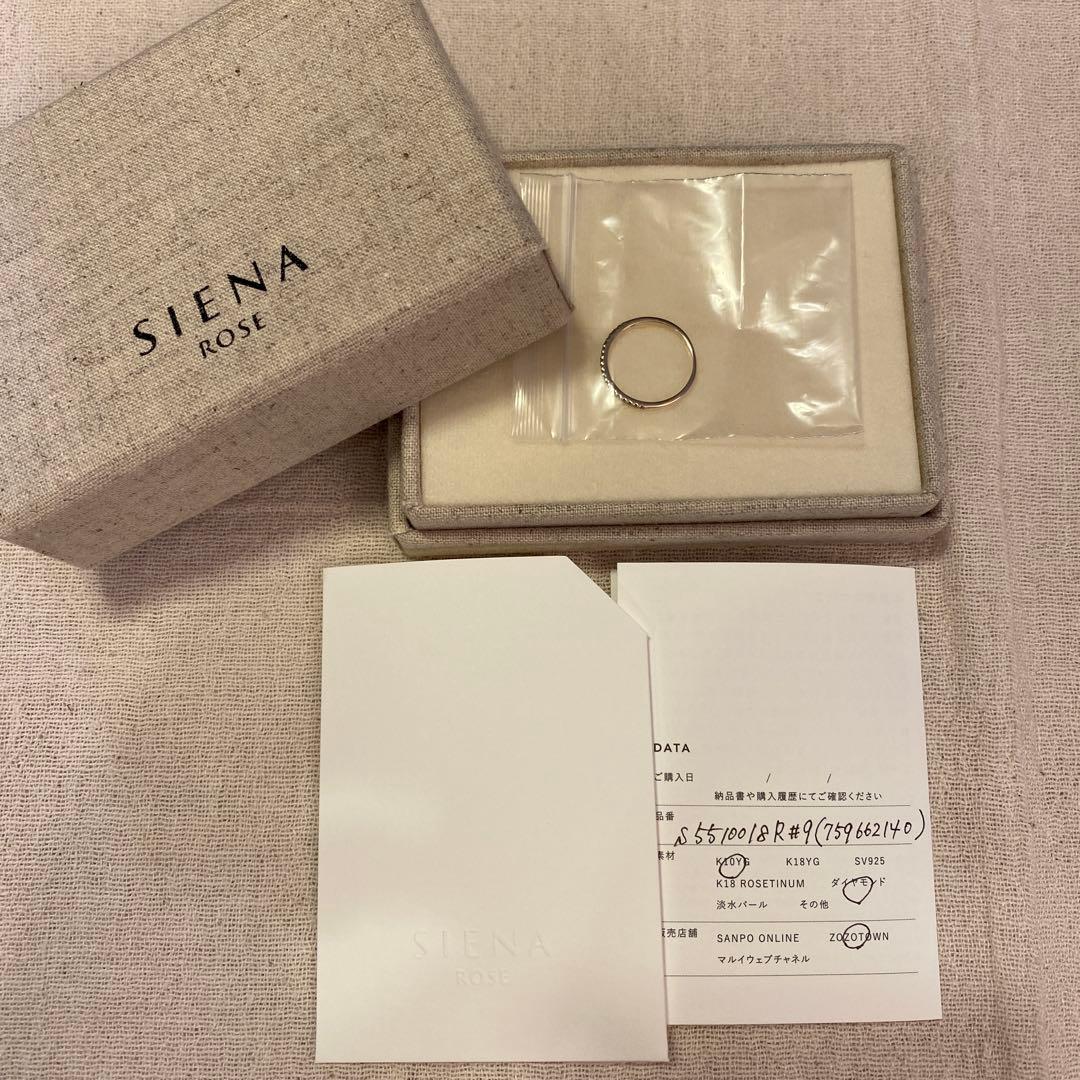 SIENA
ROSE
DATA
ご購入日 / /
納品書や購入履歴にてご確認ください
品番
S5510018R#9(759662140)
素材 K10YG K18YG SV925
K18 ROSETINUM ダイヤモンド
淡水パール その他
販売店舗 SANPO ONLINE ZOZOTOWN
マルイウェブチャネル
SIENA
ROSE